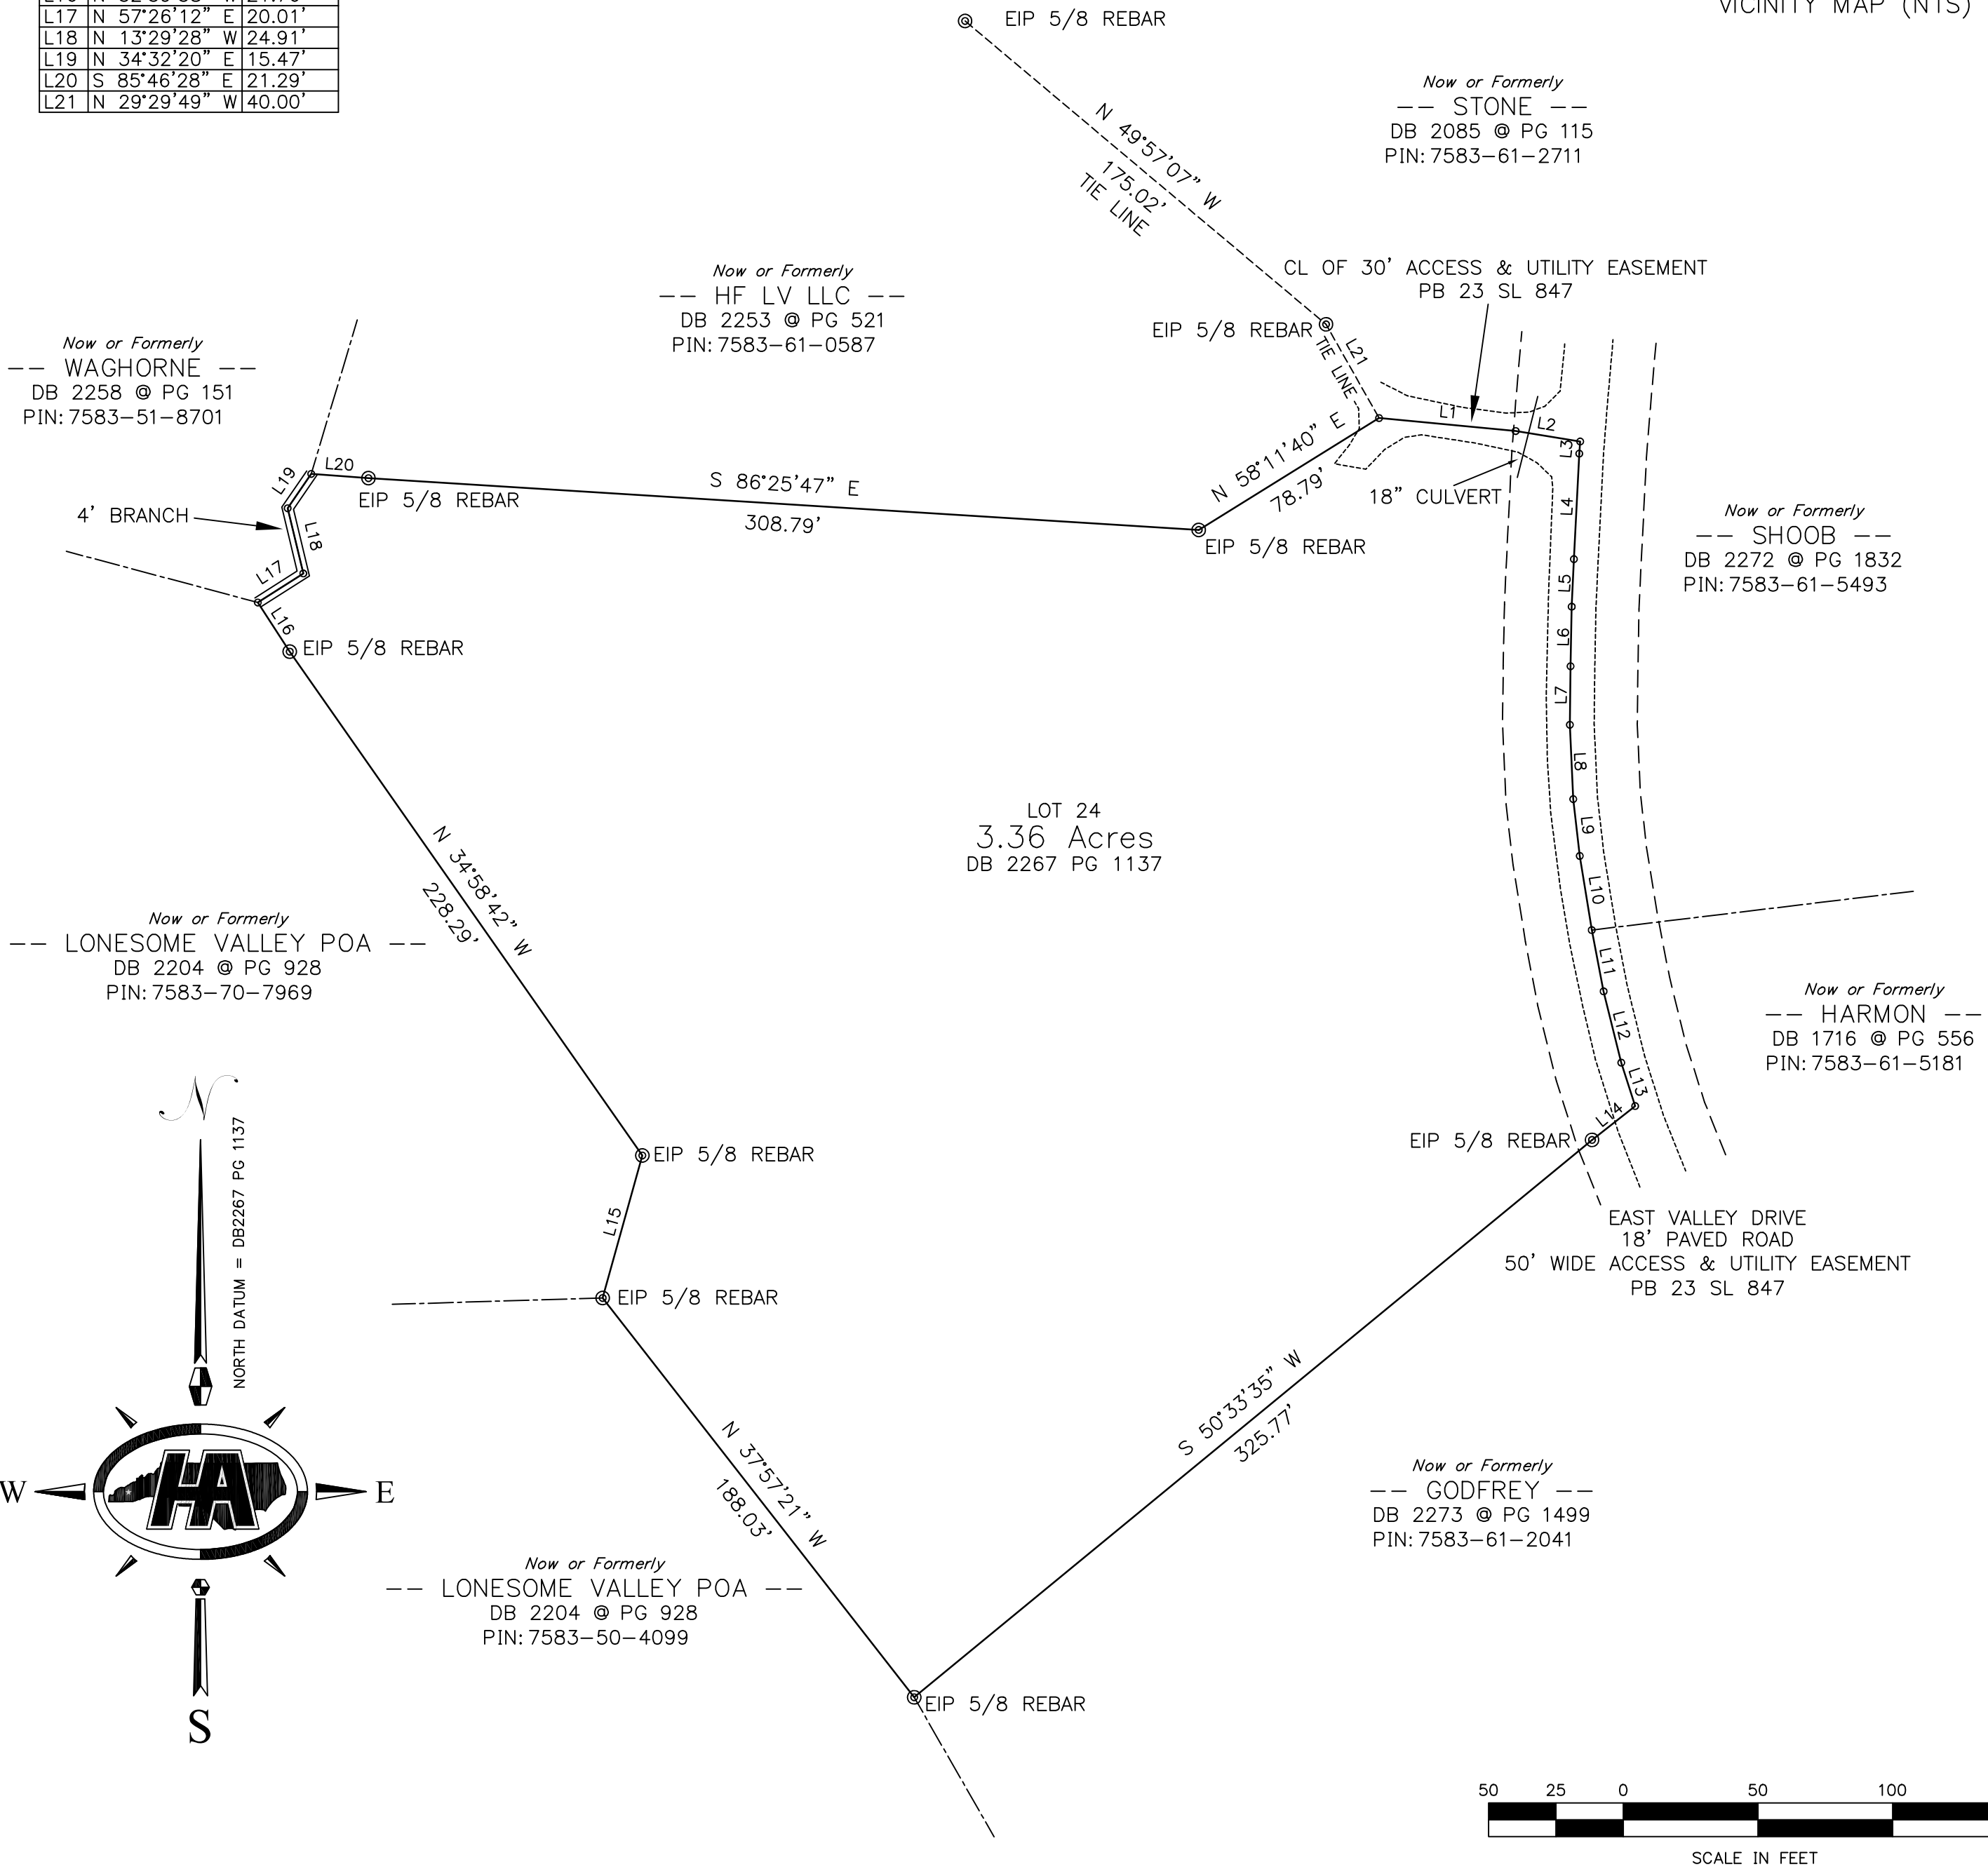 L17 N 57°26'12" E 20.01'
L18 N 13°29'28" W 24.91'
L19 N 34°32'20" E 15.47'
L20 S 85°46'28" E 21.29'
L21 N 29°29'49" W 40.00'
VICINITY MAP (NTS)
EIP 5/8 REBAR
Now or Formerly
-- STONE --
DB 2085 @ PG 115
PIN: 7583-61-2711
N 49°57'07" W
175.02'
TIE LINE
CL OF 30' ACCESS & UTILITY EASEMENT
PB 23 SL 847
Now or Formerly
-- HF LV LLC --
DB 2253 @ PG 521
PIN: 7583-61-0587
EIP 5/8 REBAR
L21
TIE LINE
Now or Formerly
-- WAGHORNE --
DB 2258 @ PG 151
PIN: 7583-51-8701
L1
L2
L3
L4
L5
L6
L7
L8
L9
L10
L11
L12
L13
L14
18" CULVERT
N 58°11'40" E
78.79'
EIP 5/8 REBAR
S 86°25'47" E
308.79'
L20
EIP 5/8 REBAR
L19
4' BRANCH
L18
L17
L16
EIP 5/8 REBAR
Now or Formerly
-- SHOOB --
DB 2272 @ PG 1832
PIN: 7583-61-5493
LOT 24
3.36 Acres
DB 2267 PG 1137
N 34°58'42" W
228.29'
Now or Formerly
-- LONESOME VALLEY POA --
DB 2204 @ PG 928
PIN: 7583-70-7969
Now or Formerly
-- HARMON --
DB 1716 @ PG 556
PIN: 7583-61-5181
EIP 5/8 REBAR
EIP 5/8 REBAR
L15
EIP 5/8 REBAR
EAST VALLEY DRIVE
18' PAVED ROAD
50' WIDE ACCESS & UTILITY EASEMENT
PB 23 SL 847
N
NORTH DATUM = DB2267 PG 1137
W
HA
E
S
S 50°33'35" W
325.77'
N 37°57'21" W
188.03'
Now or Formerly
-- GODFREY --
DB 2273 @ PG 1499
PIN: 7583-61-2041
Now or Formerly
-- LONESOME VALLEY POA --
DB 2204 @ PG 928
PIN: 7583-50-4099
EIP 5/8 REBAR
50 25 0 50 100
SCALE IN FEET